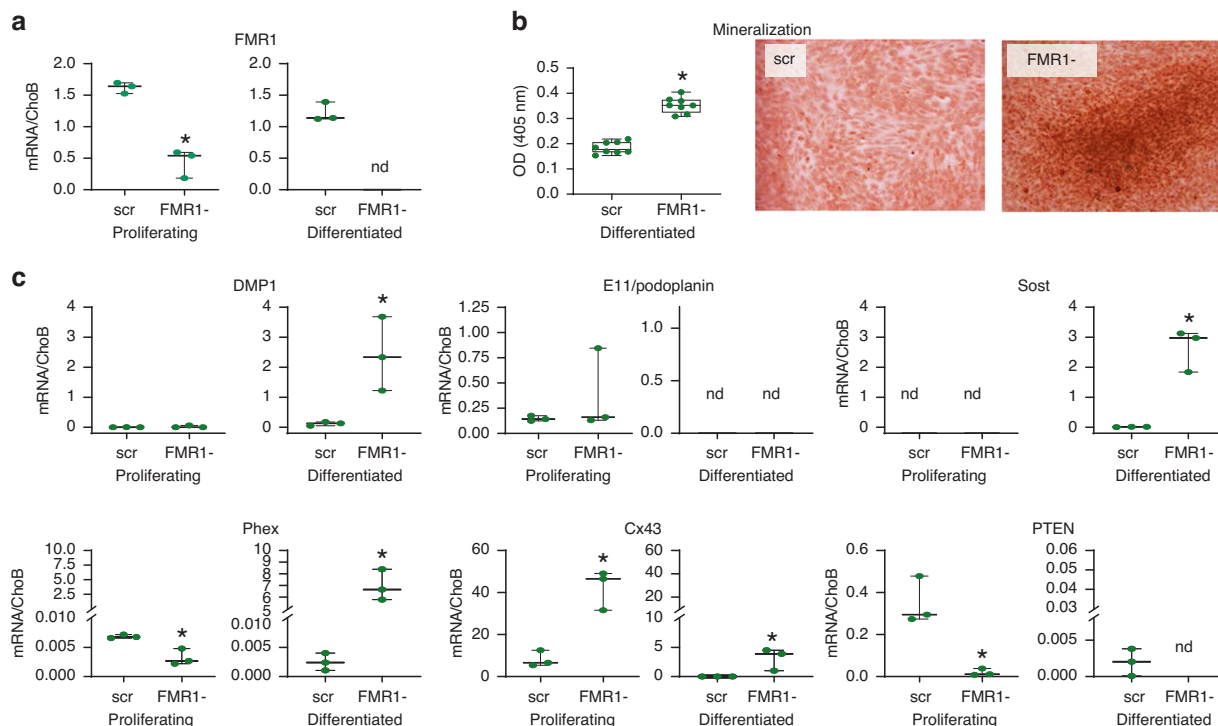 a
FMR1
mRNA/ChoB
2.0
1.5
1.0
0.5
0.0
*
scr
FMR1-
Proliferating
2.0
1.5
1.0
0.5
0.0
nd
scr
FMR1-
Differentiated
b
Mineralization
OD (405 nm)
0.5
0.4
0.3
0.2
0.1
0.0
*
scr
FMR1-
Differentiated
scr
FMR1-
c
DMP1
mRNA/ChoB
4
3
2
1
0
scr
FMR1-
Proliferating
4
3
2
1
0
*
scr
FMR1-
Differentiated
E11/podoplanin
mRNA/ChoB
1.25
1.00
0.75
0.50
0.25
0.00
scr
FMR1-
Proliferating
1.0
0.5
0.0
nd
nd
scr
FMR1-
Differentiated
Sost
mRNA/ChoB
4
3
2
1
0
nd
nd
scr
FMR1-
Proliferating
4
3
2
1
0
*
scr
FMR1-
Differentiated
Phex
mRNA/ChoB
10.0
7.5
5.0
2.5
0.010
0.005
0.000
*
scr
FMR1-
Proliferating
10
9
8
7
6
5
0.010
0.005
0.000
*
scr
FMR1-
Differentiated
Cx43
mRNA/ChoB
60
40
20
10
0
*
scr
FMR1-
Proliferating
60
40
20
10
5
0
*
scr
FMR1-
Differentiated
PTEN
mRNA/ChoB
0.6
0.4
0.2
0.1
0.0
*
scr
FMR1-
Proliferating
0.06
0.05
0.04
0.03
0.005
0.000
nd
scr
FMR1-
Differentiated